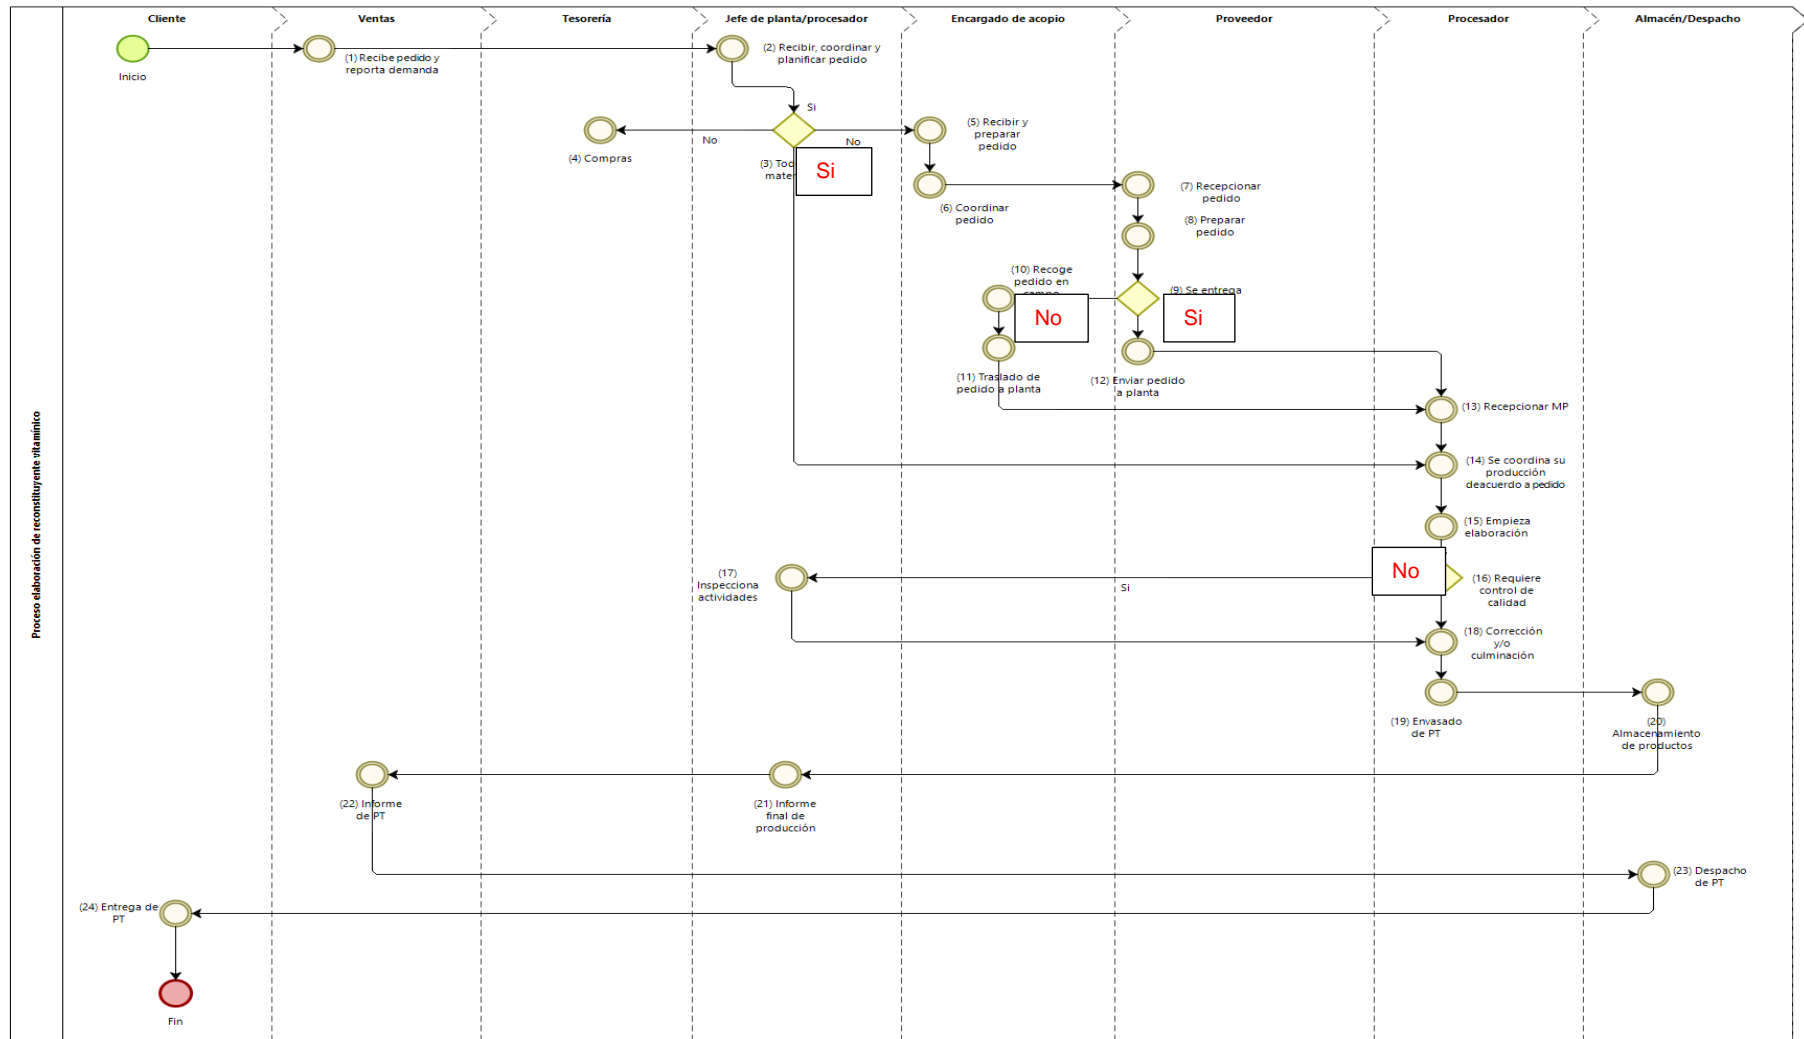 Cliente
Ventas
Tesorería
Jefe de planta/procesador
Encargado de acopio
Proveedor
Procesador
Almacén/Despacho
Proceso elaboración de reconstituyente vitamínico
Inicio
(1) Recibe pedido y
reporta demanda
(2) Recibir, coordinar y
planificar pedido
Si
No
No
(3)
Si
(4) Compras
(5) Recibir y
preparar
pedido
(6) Coordinar
pedido
(7) Recepcionar
pedido
(8) Preparar
pedido
(9) Se entrega
Si
(10) Recoge
pedido en
No
(11) Traslado de
pedido a planta
(12) Enviar pedido
a planta
(13) Recepcionar MP
(14) Se coordina su
producción
deacuerdo a pedido
(15) Empieza
elaboración
No
(16) Requiere
control de
calidad
Si
(17)
Inspecciona
actividades
(18) Corrección
y/o
culminación
(19) Envasado
de PT
(20)
Almacenamiento
de productos
(21) Informe
final de
producción
(22) Informe
de PT
(23) Despacho
de PT
(24) Entrega de
PT
Fin